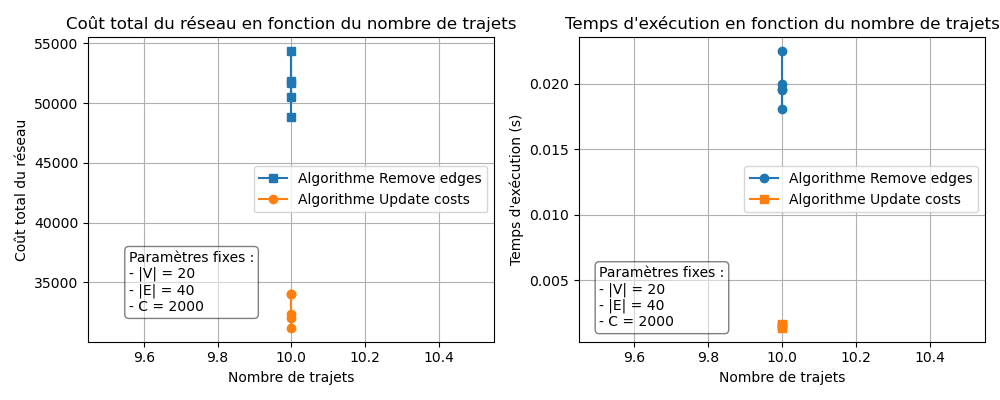 Coût total du réseau en fonction du nombre de trajets
55000
50000
45000
40000
35000
Coût total du réseau
Algorithme Remove edges
Algorithme Update costs
Paramètres fixes :
- |V| = 20
- |E| = 40
- C = 2000
9.6 9.8 10.0 10.2 10.4
Nombre de trajets
Temps d'exécution en fonction du nombre de trajets
0.020
0.015
0.010
0.005
Temps d'exécution (s)
Algorithme Remove edges
Algorithme Update costs
Paramètres fixes :
- |V| = 20
- |E| = 40
- C = 2000
9.6 9.8 10.0 10.2 10.4
Nombre de trajets